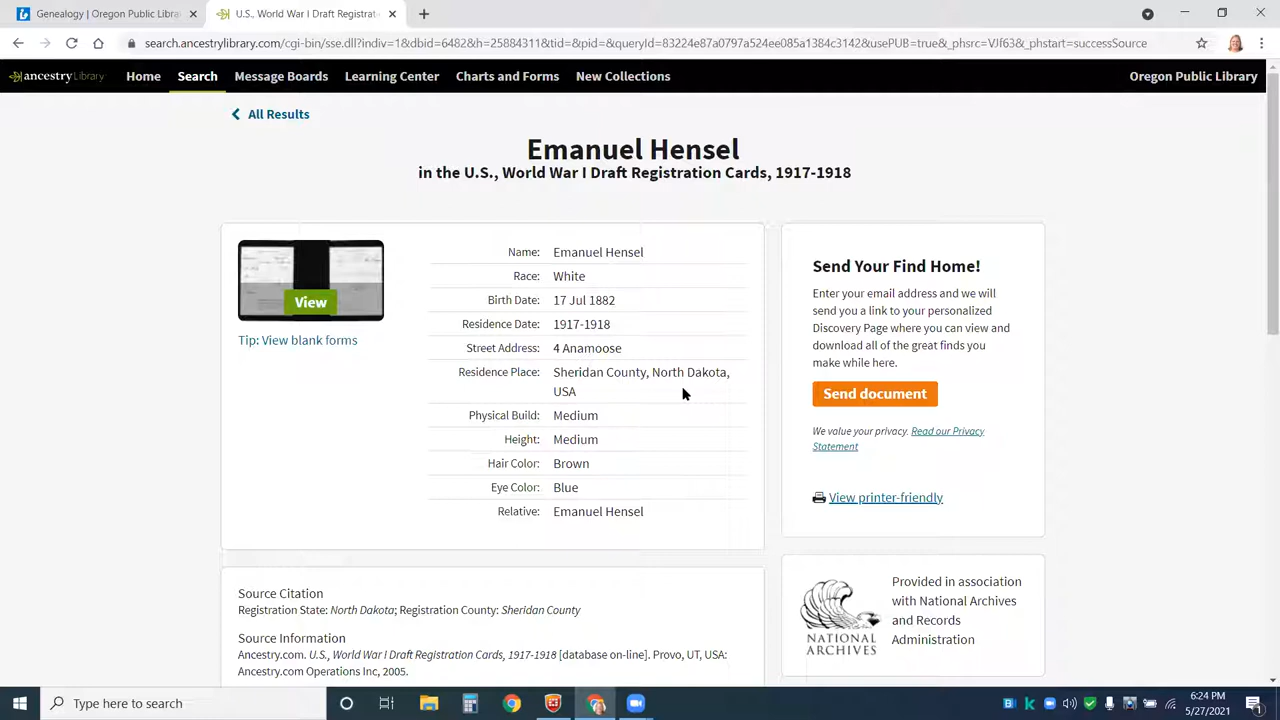 Genealogy | Oregon Public Libra
U.S., World War I Draft Registrat
search.ancestrylibrary.com/cgi-bin/sse.dll?indiv=1&dbid=6482&h=25884311&tid=&pid=&queryId=83224e87a0797a524dee085a1384c3142&usePUB=true&_phsrc=VJf63&_phstart=successSource
ancestryLibrary
Home
Search
Message Boards
Learning Center
Charts and Forms
New Collections
Oregon Public Library
All Results
Emanuel Hensel
in the U.S., World War I Draft Registration Cards, 1917-1918
View
Tip: View blank forms
Name: Emanuel Hensel
Race: White
Birth Date: 17 Jul 1882
Residence Date: 1917-1918
Street Address: 4 Anamoose
Residence Place: Sheridan County, North Dakota,
USA
Physical Build: Medium
Height: Medium
Hair Color: Brown
Eye Color: Blue
Relative: Emanuel Hensel
Send Your Find Home!
Enter your email address and we will
send you a link to your personalized
Discovery Page where you can view and
download all of the great finds you
make while here.
Send document
We value your privacy. Read our Privacy
Statement
View printer-friendly
Source Citation
Registration State: North Dakota; Registration County: Sheridan County
Source Information
Ancestry.com. U.S., World War I Draft Registration Cards, 1917-1918 [database on-line]. Provo, UT, USA:
Ancestry.com Operations Inc, 2005.
NATIONAL
ARCHIVES
Provided in association
with National Archives
and Records
Administration
Type here to search
6:24 PM
5/27/2021